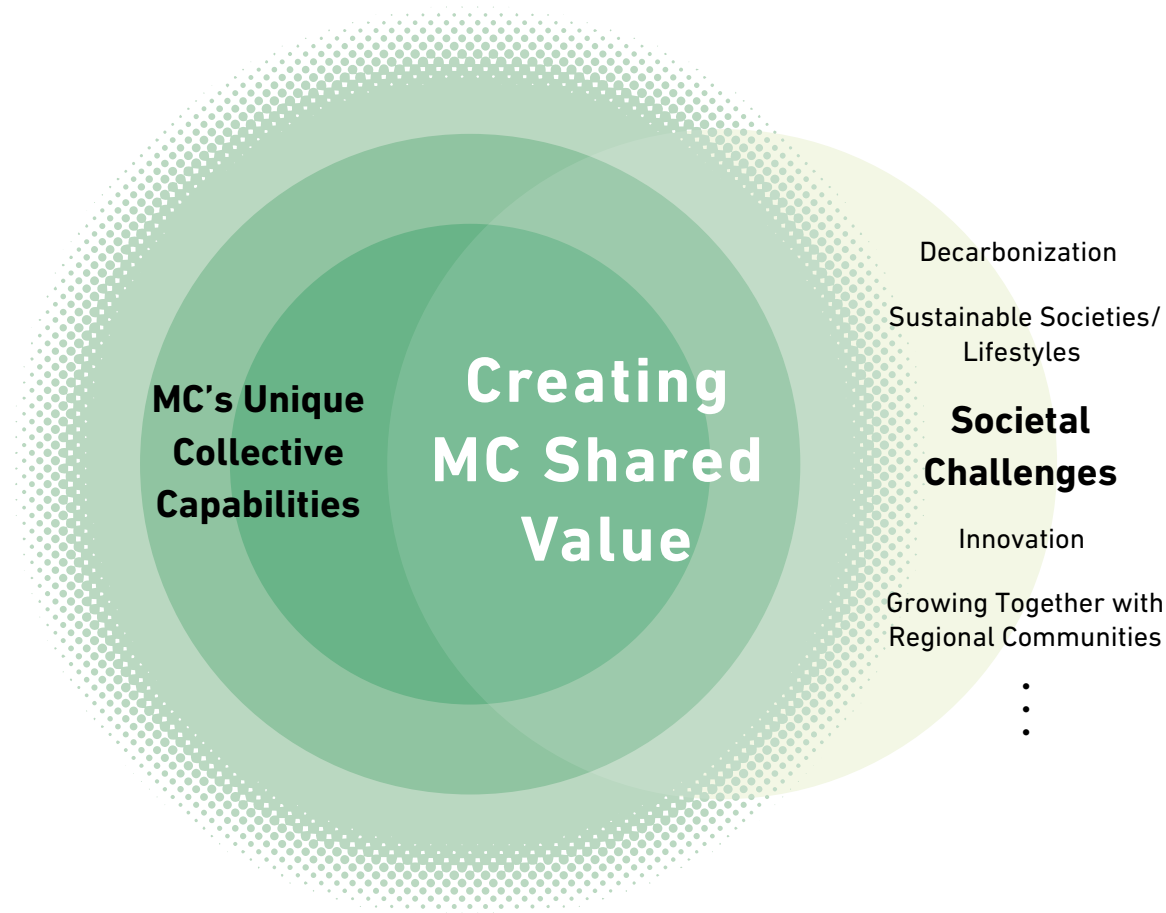 MC’s Unique
Collective
Capabilities
Creating
MC Shared
Value
Decarbonization
Sustainable Societies/
Lifestyles
Societal
Challenges
Innovation
Growing Together with
Regional Communities